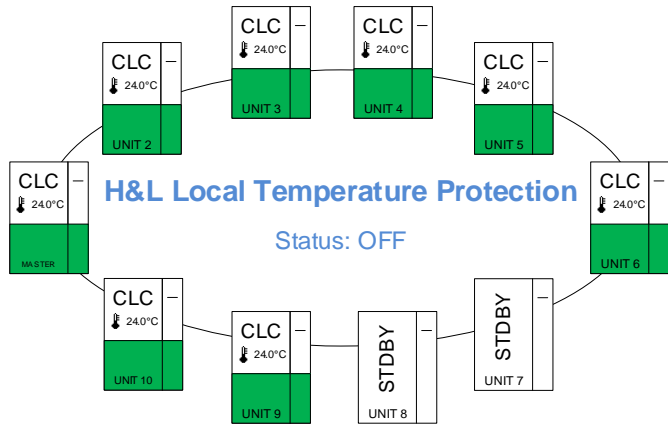 CLC
24.0°C
UNIT 3
CLC
24.0°C
UNIT 4
CLC
24.0°C
UNIT 2
CLC
24.0°C
UNIT 5
CLC
24.0°C
MASTER
H&L Local Temperature Protection
Status: OFF
CLC
24.0°C
UNIT 6
CLC
24.0°C
UNIT 10
CLC
24.0°C
UNIT 9
STDBY
UNIT 8
STDBY
UNIT 7